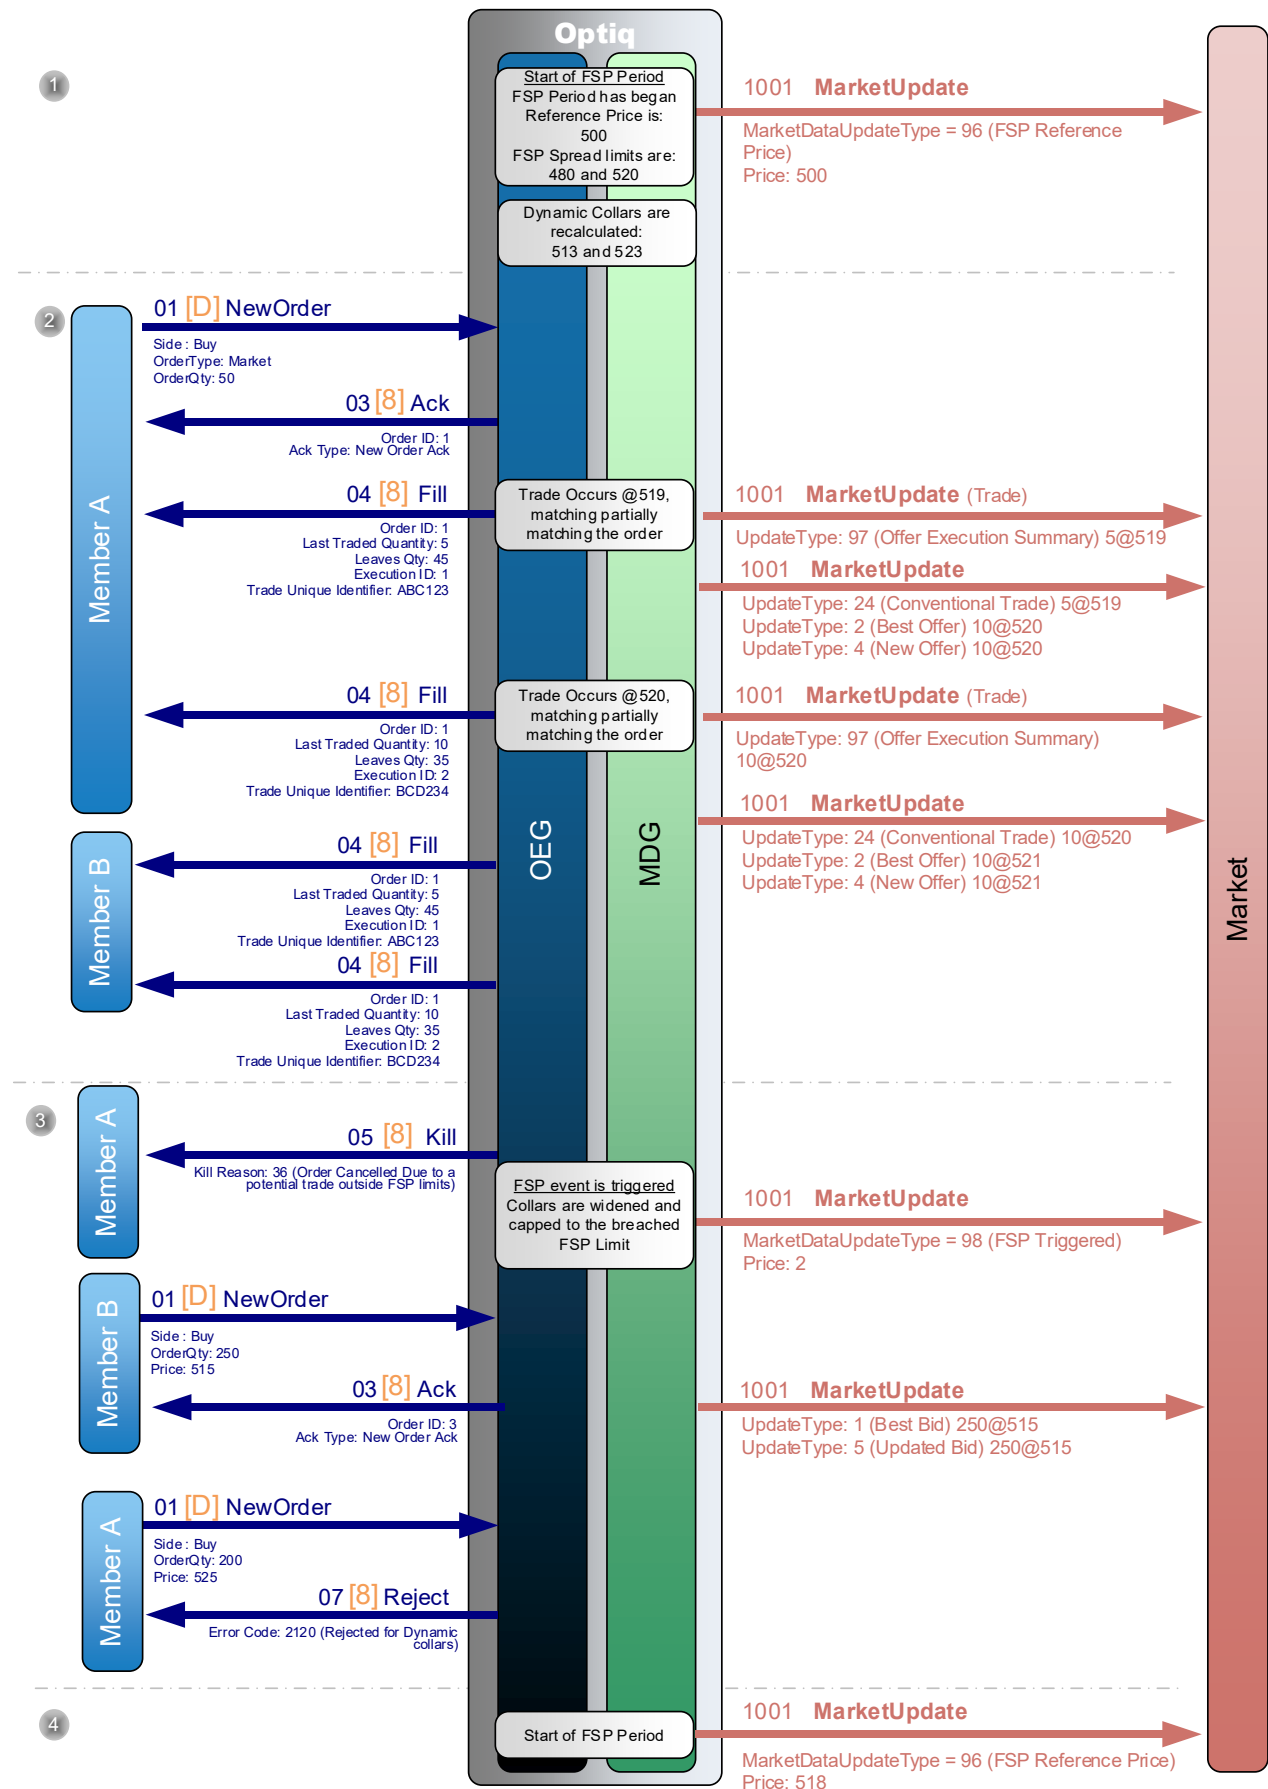 Optiq
1
Start of FSP Period
FSP Period has began
Reference Price is:
500
FSP Spread limits are:
480 and 520
1001 MarketUpdate
MarketDataUpdateType = 96 (FSP Reference
Price)
Price: 500
Dynamic Collars are
recalculated:
513 and 523
2
Member A
01 [D] NewOrder
Side : Buy
OrderType: Market
OrderQty: 50
03 [8] Ack
Order ID: 1
Ack Type: New Order Ack
04 [8] Fill
Order ID: 1
Last Traded Quantity: 5
Leaves Qty: 45
Execution ID: 1
Trade Unique Identifier: ABC123
Trade Occurs @519,
matching partially
matching the order
1001 MarketUpdate (Trade)
UpdateType: 97 (Offer Execution Summary) 5@519
1001 MarketUpdate
UpdateType: 24 (Conventional Trade) 5@519
UpdateType: 2 (Best Offer) 10@520
UpdateType: 4 (New Offer) 10@520
04 [8] Fill
Order ID: 1
Last Traded Quantity: 10
Leaves Qty: 35
Execution ID: 2
Trade Unique Identifier: BCD234
Trade Occurs @520,
matching partially
matching the order
1001 MarketUpdate (Trade)
UpdateType: 97 (Offer Execution Summary)
10@520
1001 MarketUpdate
UpdateType: 24 (Conventional Trade) 10@520
UpdateType: 2 (Best Offer) 10@521
UpdateType: 4 (New Offer) 10@521
OEG
MDG
Market
Member B
04 [8] Fill
Order ID: 1
Last Traded Quantity: 5
Leaves Qty: 45
Execution ID: 1
Trade Unique Identifier: ABC123
04 [8] Fill
Order ID: 1
Last Traded Quantity: 10
Leaves Qty: 35
Execution ID: 2
Trade Unique Identifier: BCD234
3
Member A
05 [8] Kill
Kill Reason: 36 (Order Cancelled Due to a
potential trade outside FSP limits)
FSP event is triggered
Collars are widened and
capped to the breached
FSP Limit
1001 MarketUpdate
MarketDataUpdateType = 98 (FSP Triggered)
Price: 2
Member B
01 [D] NewOrder
Side : Buy
OrderQty: 250
Price: 515
03 [8] Ack
Order ID: 3
Ack Type: New Order Ack
1001 MarketUpdate
UpdateType: 1 (Best Bid) 250@515
UpdateType: 5 (Updated Bid) 250@515
Member A
01 [D] NewOrder
Side : Buy
OrderQty: 200
Price: 525
07 [8] Reject
Error Code: 2120 (Rejected for Dynamic
collars)
4
Start of FSP Period
1001 MarketUpdate
MarketDataUpdateType = 96 (FSP Reference Price)
Price: 518